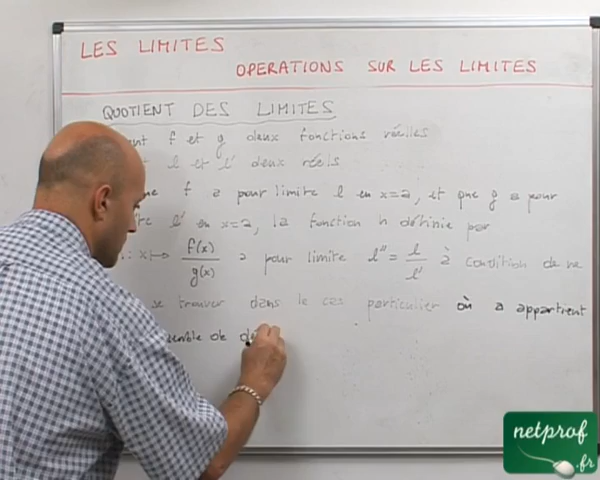 LES LIMITES
OPERATIONS SUR LES LIMITES
QUOTIENT DES LIMITES
f et g deux fonctions réelles
l et l' deux réels
f a pour limite l en x=a, et que g a pour
l' en x=a, la fonction h définie par
: x ↦ f(x)/g(x) a pour limite l'' = l/l' à condition de ne
se trouver dans le cas particulier où a appartient
de
netprof
.fr